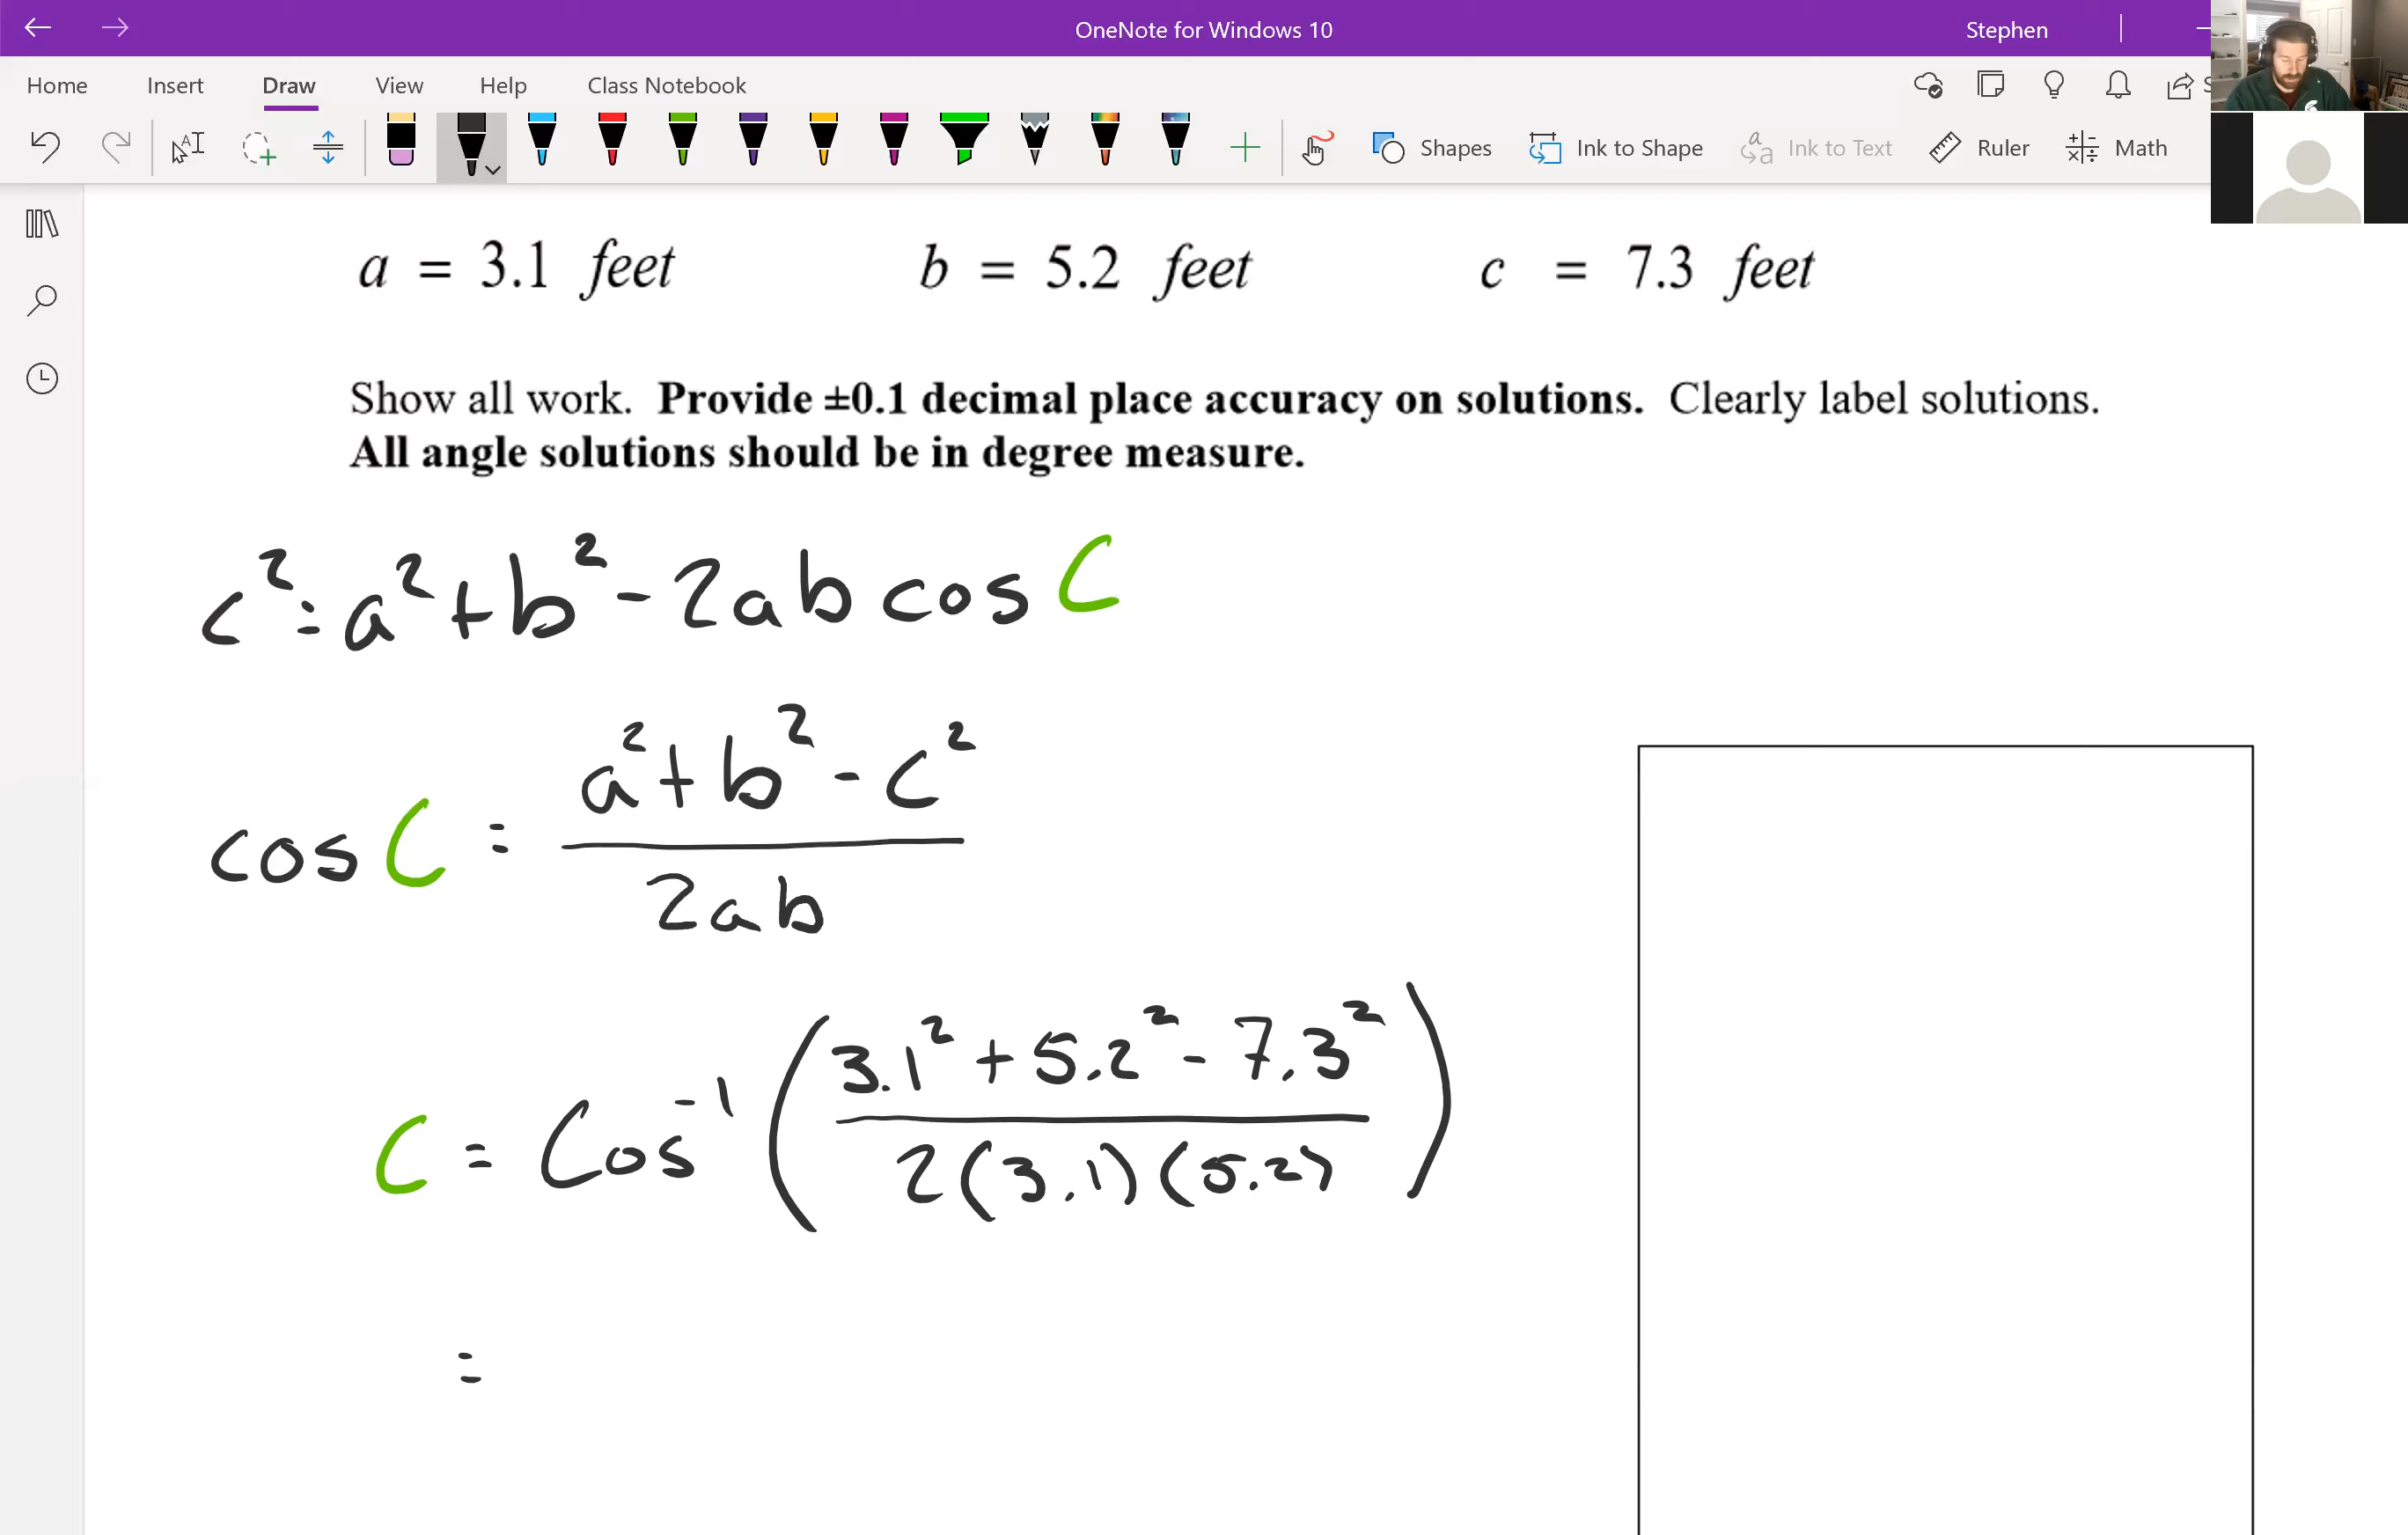 OneNote for Windows 10
Stephen
Home Insert Draw View Help Class Notebook
Shapes Ink to Shape Ink to Text Ruler Math
a = 3.1 feet b = 5.2 feet c = 7.3 feet
Show all work. Provide ±0.1 decimal place accuracy on solutions. Clearly label solutions.
All angle solutions should be in degree measure.
c² = a² + b² - 2ab cos C
cos C = (a² + b² - c²) / 2ab
C = Cos⁻¹ ( (3.1² + 5.2² - 7.3²) / 2(3.1)(5.2) )
=